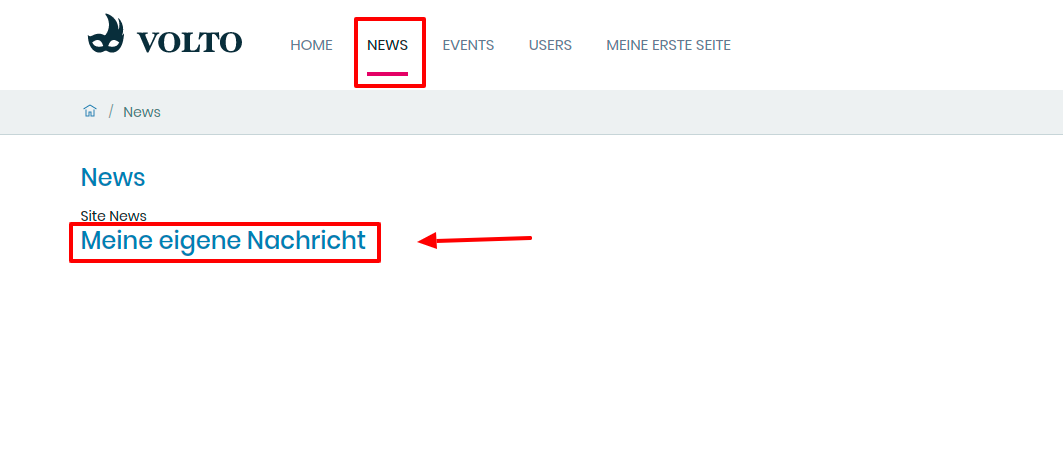 VOLTO
HOME NEWS EVENTS USERS MEINE ERSTE SEITE
/ News
News
Site News
Meine eigene Nachricht